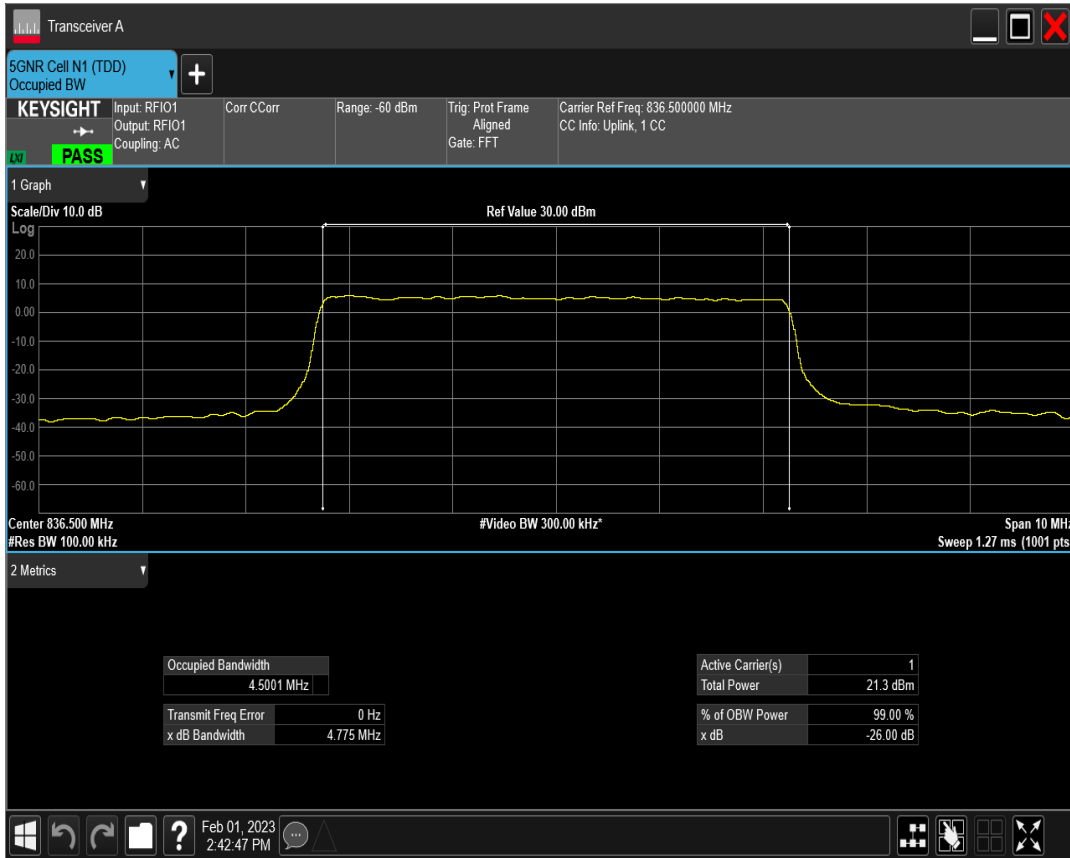 Transceiver A
5GNR Cell N1 (TDD)
Occupied BW
+
KEYSIGHT
LXI
PASS
Input: RFIO1
Output: RFIO1
Coupling: AC
Corr CCorr
Range: -60 dBm
Trig: Prot Frame
Aligned
Gate: FFT
Carrier Ref Freq: 836.500000 MHz
CC Info: Uplink, 1 CC
1 Graph
Scale/Div 10.0 dB
Ref Value 30.00 dBm
Log
20.0
10.0
0.00
-10.0
-20.0
-30.0
-40.0
-50.0
-60.0
Center 836.500 MHz
#Video BW 300.00 kHz*
Span 10 MHz
#Res BW 100.00 kHz
Sweep 1.27 ms (1001 pts
2 Metrics
Occupied Bandwidth
4.5001 MHz
Transmit Freq Error 0 Hz
x dB Bandwidth 4.775 MHz
Active Carrier(s) 1
Total Power 21.3 dBm
% of OBW Power 99.00 %
x dB -26.00 dB
?
Feb 01, 2023
2:42:47 PM